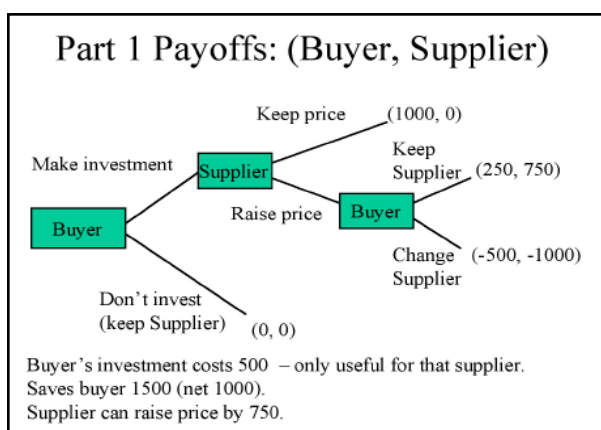 Part 1 Payoffs: (Buyer, Supplier)
Keep price
(1000, 0)
Make investment
Supplier
Keep
Supplier
(250, 750)
Raise price
Buyer
Buyer
Change
Supplier
(-500, -1000)
Don't invest
(keep Supplier)
(0, 0)
Buyer's investment costs 500 – only useful for that supplier.
Saves buyer 1500 (net 1000).
Supplier can raise price by 750.